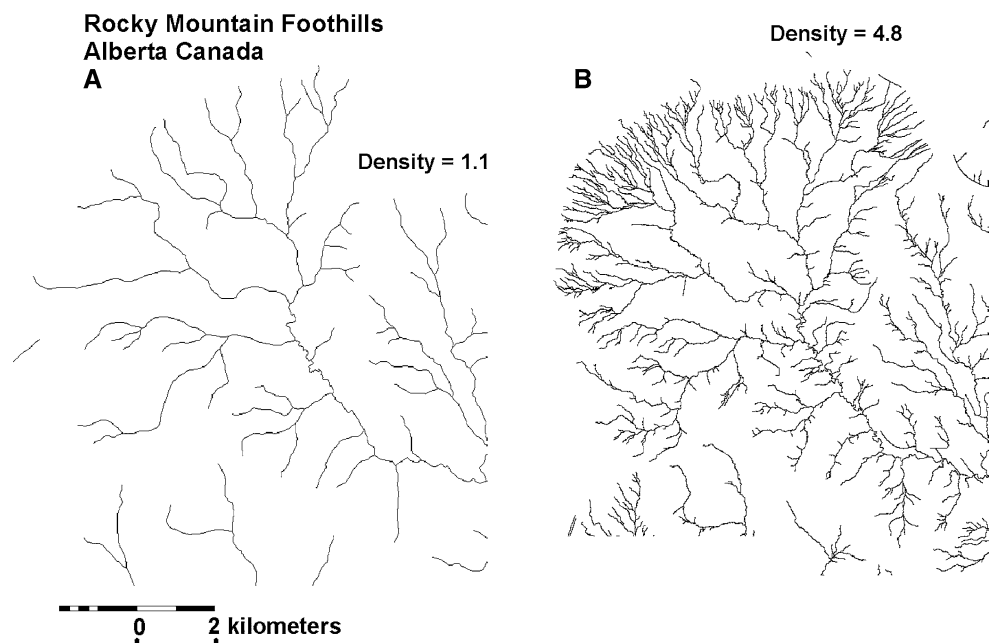 Rocky Mountain Foothills
Alberta Canada
A
Density = 1.1
Density = 4.8
B
0 2 kilometers